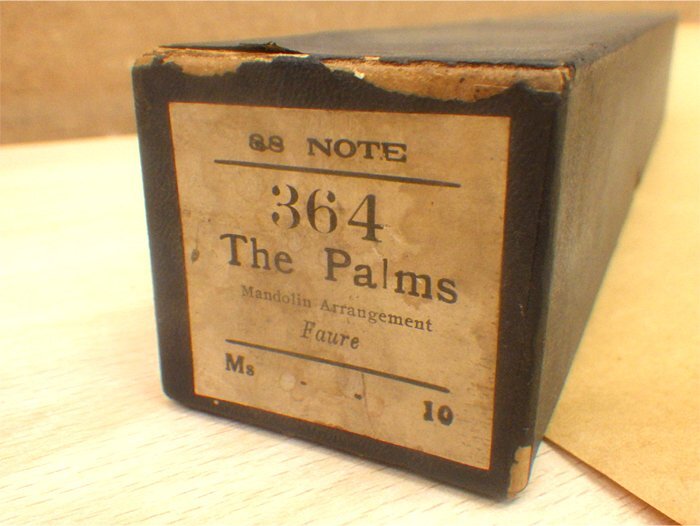 88 NOTE
364
The Palms
Mandolin Arrangement
Faure
Ms 10